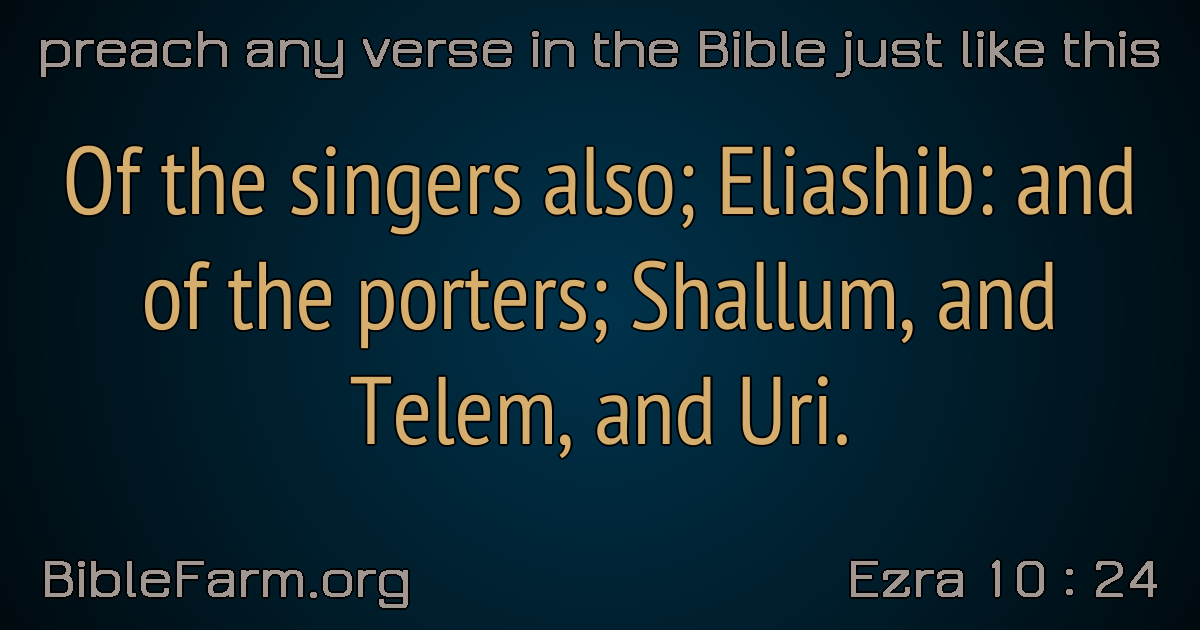 preach any verse in the Bible just like this
Of the singers also; Eliashib: and
of the porters; Shallum, and
Telem, and Uri.
BibleFarm.org
Ezra 10 : 24